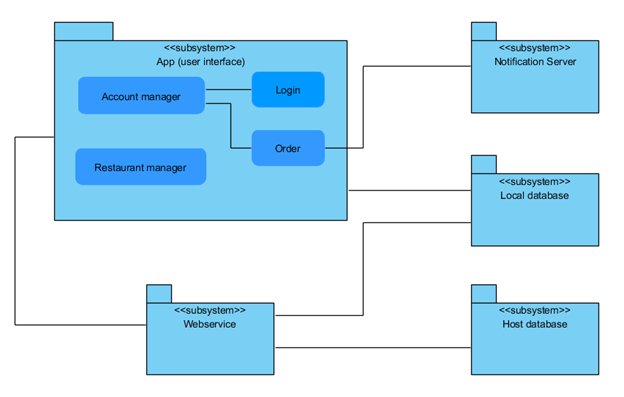 <<subsystem>>
App (user interface)
Account manager
Login
Order
Restaurant manager
<<subsystem>>
Notification Server
<<subsystem>>
Local database
<<subsystem>>
Webservice
<<subsystem>>
Host database